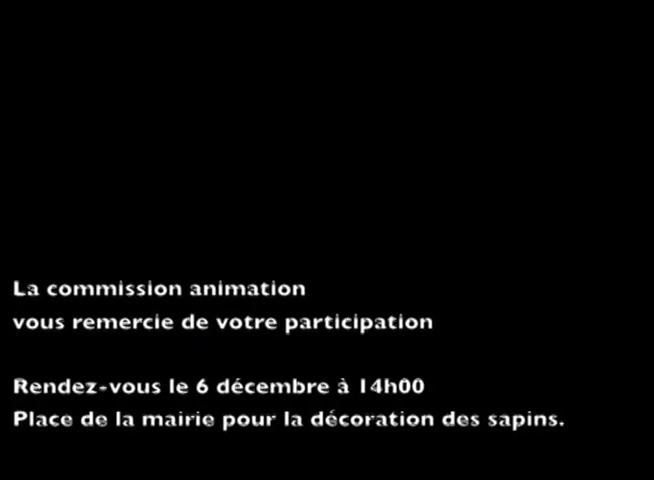 La commission animation
vous remercie de votre participation
Rendez-vous le 6 décembre à 14h00
Place de la mairie pour la décoration des sapins.